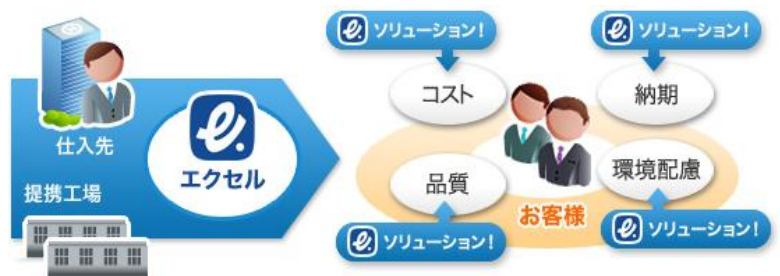 仕入先
提携工場
e.
エクセル
e. ソリューション!
コスト
e. ソリューション!
納期
品質
e. ソリューション!
環境配慮
e. ソリューション!
お客様